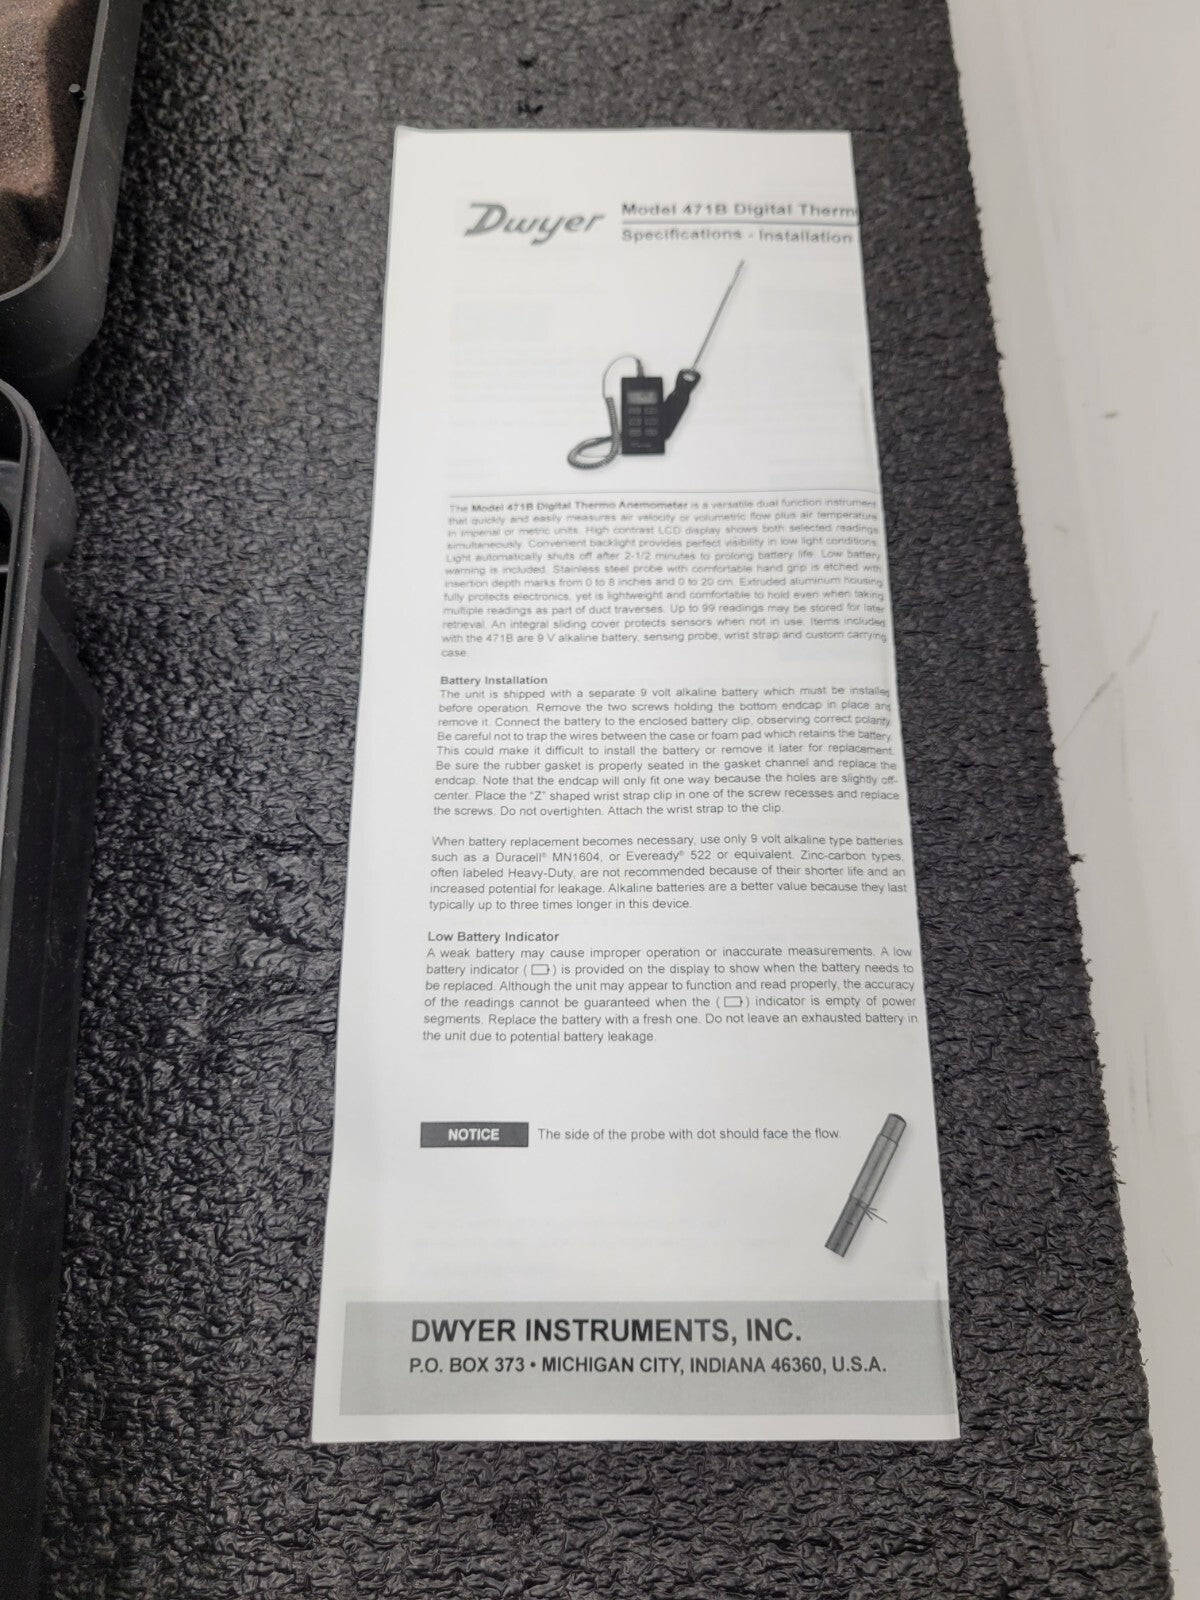 Dwyer
Model 471B Digital Therm
Specifications - Installation
The Model 471B Digital Thermo Anemometer is a versatile dual function instrument
that quickly and easily measures air velocity or volumetric flow plus air temperature
in imperial or metric units. High contrast LCD display shows both selected readings
simultaneously. Convenient backlight provides perfect visibility in low light conditions.
Light automatically shuts off after 2-1/2 minutes to prolong battery life. Low battery
warning is included. Stainless steel probe with comfortable hand grip is etched with
insertion depth marks from 0 to 8 inches and 0 to 20 cm. Extruded aluminum housing
fully protects electronics, yet is lightweight and comfortable to hold even when taking
multiple readings as part of duct traverses. Up to 99 readings may be stored for later
retrieval. An integral sliding cover protects sensors when not in use. Items included
with the 471B are 9 V alkaline battery, sensing probe, wrist strap and custom carrying
case.
Battery Installation
The unit is shipped with a separate 9 volt alkaline battery which must be installed
before operation. Remove the two screws holding the bottom endcap in place and
remove it. Connect the battery to the enclosed battery clip, observing correct polarity.
Be careful not to trap the wires between the case or foam pad which retains the battery.
This could make it difficult to install the battery or remove it later for replacement.
Be sure the rubber gasket is properly seated in the gasket channel and replace the
endcap. Note that the endcap will only fit one way because the holes are slightly off-
center. Place the "Z" shaped wrist strap clip in one of the screw recesses and replace
the screws. Do not overtighten. Attach the wrist strap to the clip.
When battery replacement becomes necessary, use only 9 volt alkaline type batteries
such as a Duracell® MN1604, or Eveready® 522 or equivalent. Zinc-carbon types,
often labeled Heavy-Duty, are not recommended because of their shorter life and an
increased potential for leakage. Alkaline batteries are a better value because they last
typically up to three times longer in this device.
Low Battery Indicator
A weak battery may cause improper operation or inaccurate measurements. A low
battery indicator ( ) is provided on the display to show when the battery needs to
be replaced. Although the unit may appear to function and read properly, the accuracy
of the readings cannot be guaranteed when the ( ) indicator is empty of power
segments. Replace the battery with a fresh one. Do not leave an exhausted battery in
the unit due to potential battery leakage.
NOTICE The side of the probe with dot should face the flow.
DWYER INSTRUMENTS, INC.
P.O. BOX 373 • MICHIGAN CITY, INDIANA 46360, U.S.A.